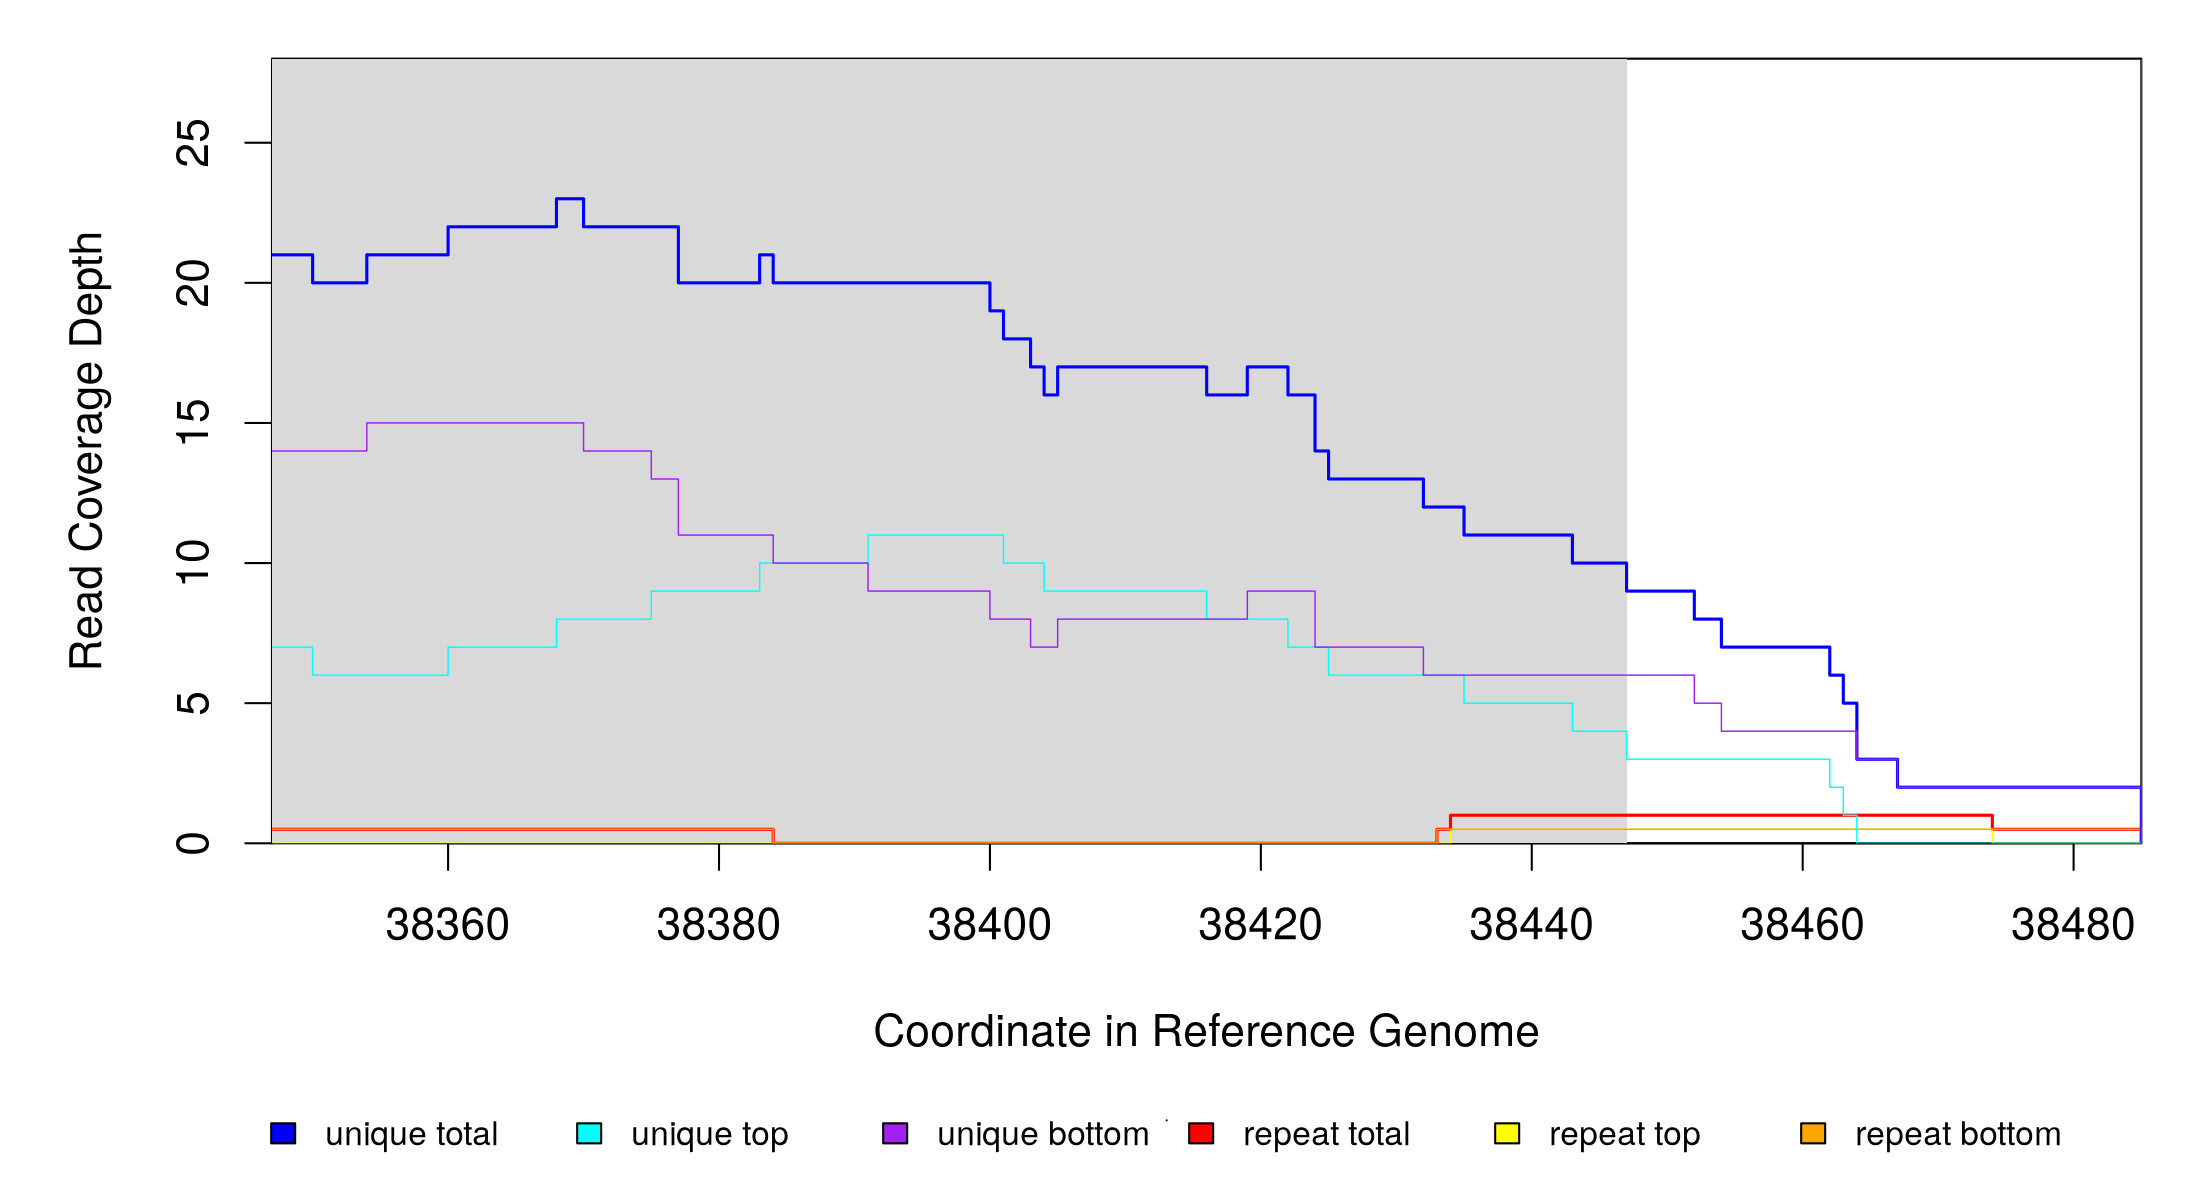 Read Coverage Depth
25
20
15
10
5
0
38360 38380 38400 38420 38440 38460 38480
Coordinate in Reference Genome
unique total unique top unique bottom repeat total repeat top repeat bottom